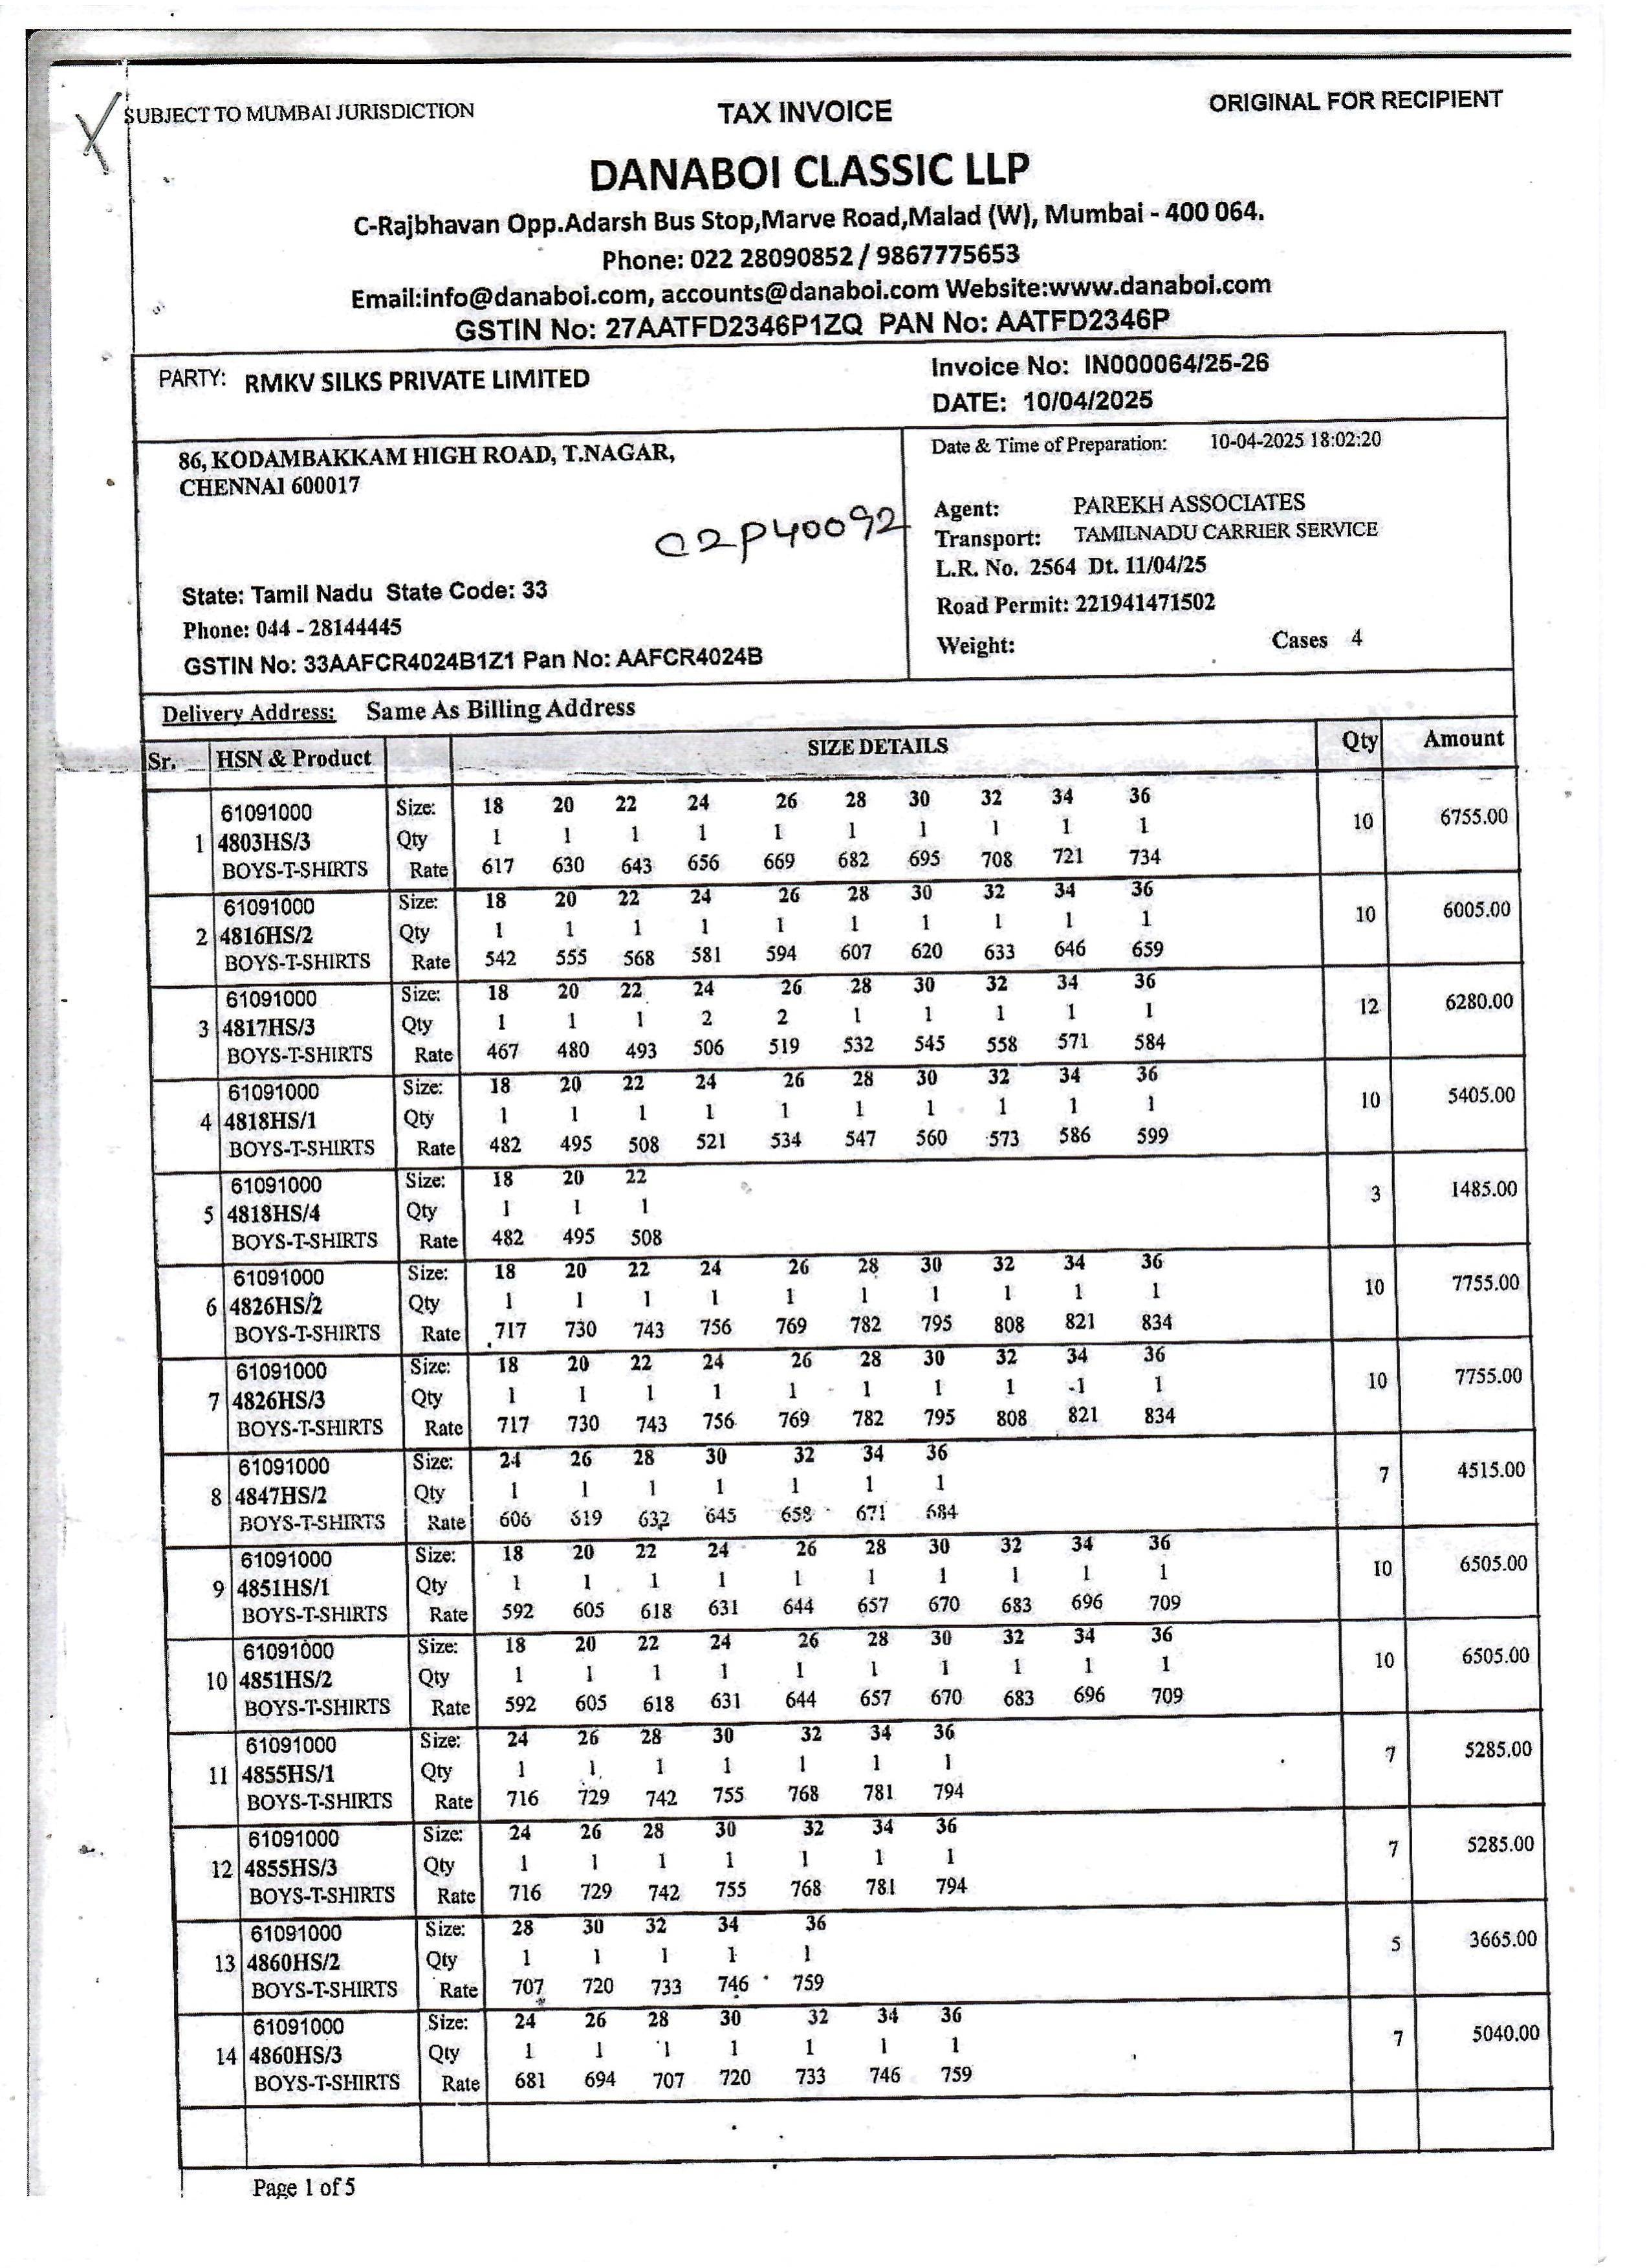 SUBJECT TO MUMBAI JURISDICTION TAX INVOICE ORIGINAL FOR RECIPIENT
DANABOI CLASSIC LLP
C-Rajbhavan Opp.Adarsh Bus Stop,Marve Road,Malad (W), Mumbai - 400 064.
Phone: 022 28090852 / 9867775653
Email:info@danaboi.com, accounts@danaboi.com Website:www.danaboi.com
GSTIN No: 27AATFD2346P1ZQ PAN No: AATFD2346P
PARTY: RMKV SILKS PRIVATE LIMITED
Invoice No: IN000064/25-26
DATE: 10/04/2025
86, KODAMBAKKAM HIGH ROAD, T.NAGAR,
CHENNAI 600017
C2P40092
State: Tamil Nadu State Code: 33
Phone: 044 - 28144445
GSTIN No: 33AAFCR4024B1Z1 Pan No: AAFCR4024B
Date & Time of Preparation: 10-04-2025 18:02:20
Agent: PAREKH ASSOCIATES
Transport: TAMILNADU CARRIER SERVICE
L.R. No. 2564 Dt. 11/04/25
Road Permit: 221941471502
Weight: Cases 4
Delivery Address: Same As Billing Address
Sr. HSN & Product SIZE DETAILS Qty Amount
61091000 Size: 18 20 22 24 26 28 30 32 34 36
1 4803HS/3 Qty 1 1 1 1 1 1 1 1 1 1 10 6755.00
BOYS-T-SHIRTS Rate 617 630 643 656 669 682 695 708 721 734
61091000 Size: 18 20 22 24 26 28 30 32 34 36
2 4816HS/2 Qty 1 1 1 1 1 1 1 1 1 1 10 6005.00
BOYS-T-SHIRTS Rate 542 555 568 581 594 607 620 633 646 659
61091000 Size: 18 20 22 24 26 28 30 32 34 36
3 4817HS/3 Qty 1 1 1 2 2 1 1 1 1 1 12 6280.00
BOYS-T-SHIRTS Rate 467 480 493 506 519 532 545 558 571 584
61091000 Size: 18 20 22 24 26 28 30 32 34 36
4 4818HS/1 Qty 1 1 1 1 1 1 1 1 1 1 10 5405.00
BOYS-T-SHIRTS Rate 482 495 508 521 534 547 560 573 586 599
61091000 Size: 18 20 22
5 4818HS/4 Qty 1 1 1 3 1485.00
BOYS-T-SHIRTS Rate 482 495 508
61091000 Size: 18 20 22 24 26 28 30 32 34 36
6 4826HS/2 Qty 1 1 1 1 1 1 1 1 1 1 10 7755.00
BOYS-T-SHIRTS Rate 717 730 743 756 769 782 795 808 821 834
61091000 Size: 18 20 22 24 26 28 30 32 34 36
7 4826HS/3 Qty 1 1 1 1 1 1 1 1 1 1 10 7755.00
BOYS-T-SHIRTS Rate 717 730 743 756 769 782 795 808 821 834
61091000 Size: 24 26 28 30 32 34 36
8 4847HS/2 Qty 1 1 1 1 1 1 1 7 4515.00
BOYS-T-SHIRTS Rate 606 619 632 645 658 671 684
61091000 Size: 18 20 22 24 26 28 30 32 34 36
9 4851HS/1 Qty 1 1 1 1 1 1 1 1 1 1 10 6505.00
BOYS-T-SHIRTS Rate 592 605 618 631 644 657 670 683 696 709
61091000 Size: 18 20 22 24 26 28 30 32 34 36
10 4851HS/2 Qty 1 1 1 1 1 1 1 1 1 1 10 6505.00
BOYS-T-SHIRTS Rate 592 605 618 631 644 657 670 683 696 709
61091000 Size: 24 26 28 30 32 34 36
11 4855HS/1 Qty 1 1 1 1 1 1 1 7 5285.00
BOYS-T-SHIRTS Rate 716 729 742 755 768 781 794
61091000 Size: 24 26 28 30 32 34 36
12 4855HS/3 Qty 1 1 1 1 1 1 1 7 5285.00
BOYS-T-SHIRTS Rate 716 729 742 755 768 781 794
61091000 Size: 28 30 32 34 36
13 4860HS/2 Qty 1 1 1 1 1 5 3665.00
BOYS-T-SHIRTS Rate 707 720 733 746 759
61091000 Size: 24 26 28 30 32 34 36
14 4860HS/3 Qty 1 1 1 1 1 1 1 7 5040.00
BOYS-T-SHIRTS Rate 681 694 707 720 733 746 759
Page 1 of 5